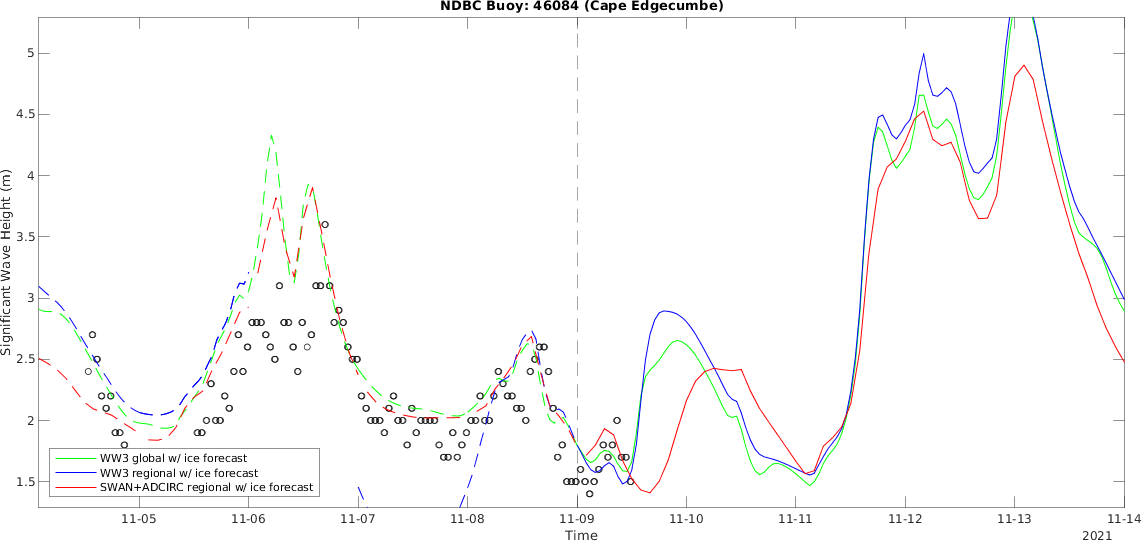 NDBC Buoy: 46084 (Cape Edgecumbe)
Significant Wave Height (m)
5
4.5
4
3.5
3
2.5
2
1.5
WW3 global w/ ice forecast
WW3 regional w/ ice forecast
SWAN+ADCIRC regional w/ ice forecast
11-05 11-06 11-07 11-08 11-09 11-10 11-11 11-12 11-13 11-14
Time
2021